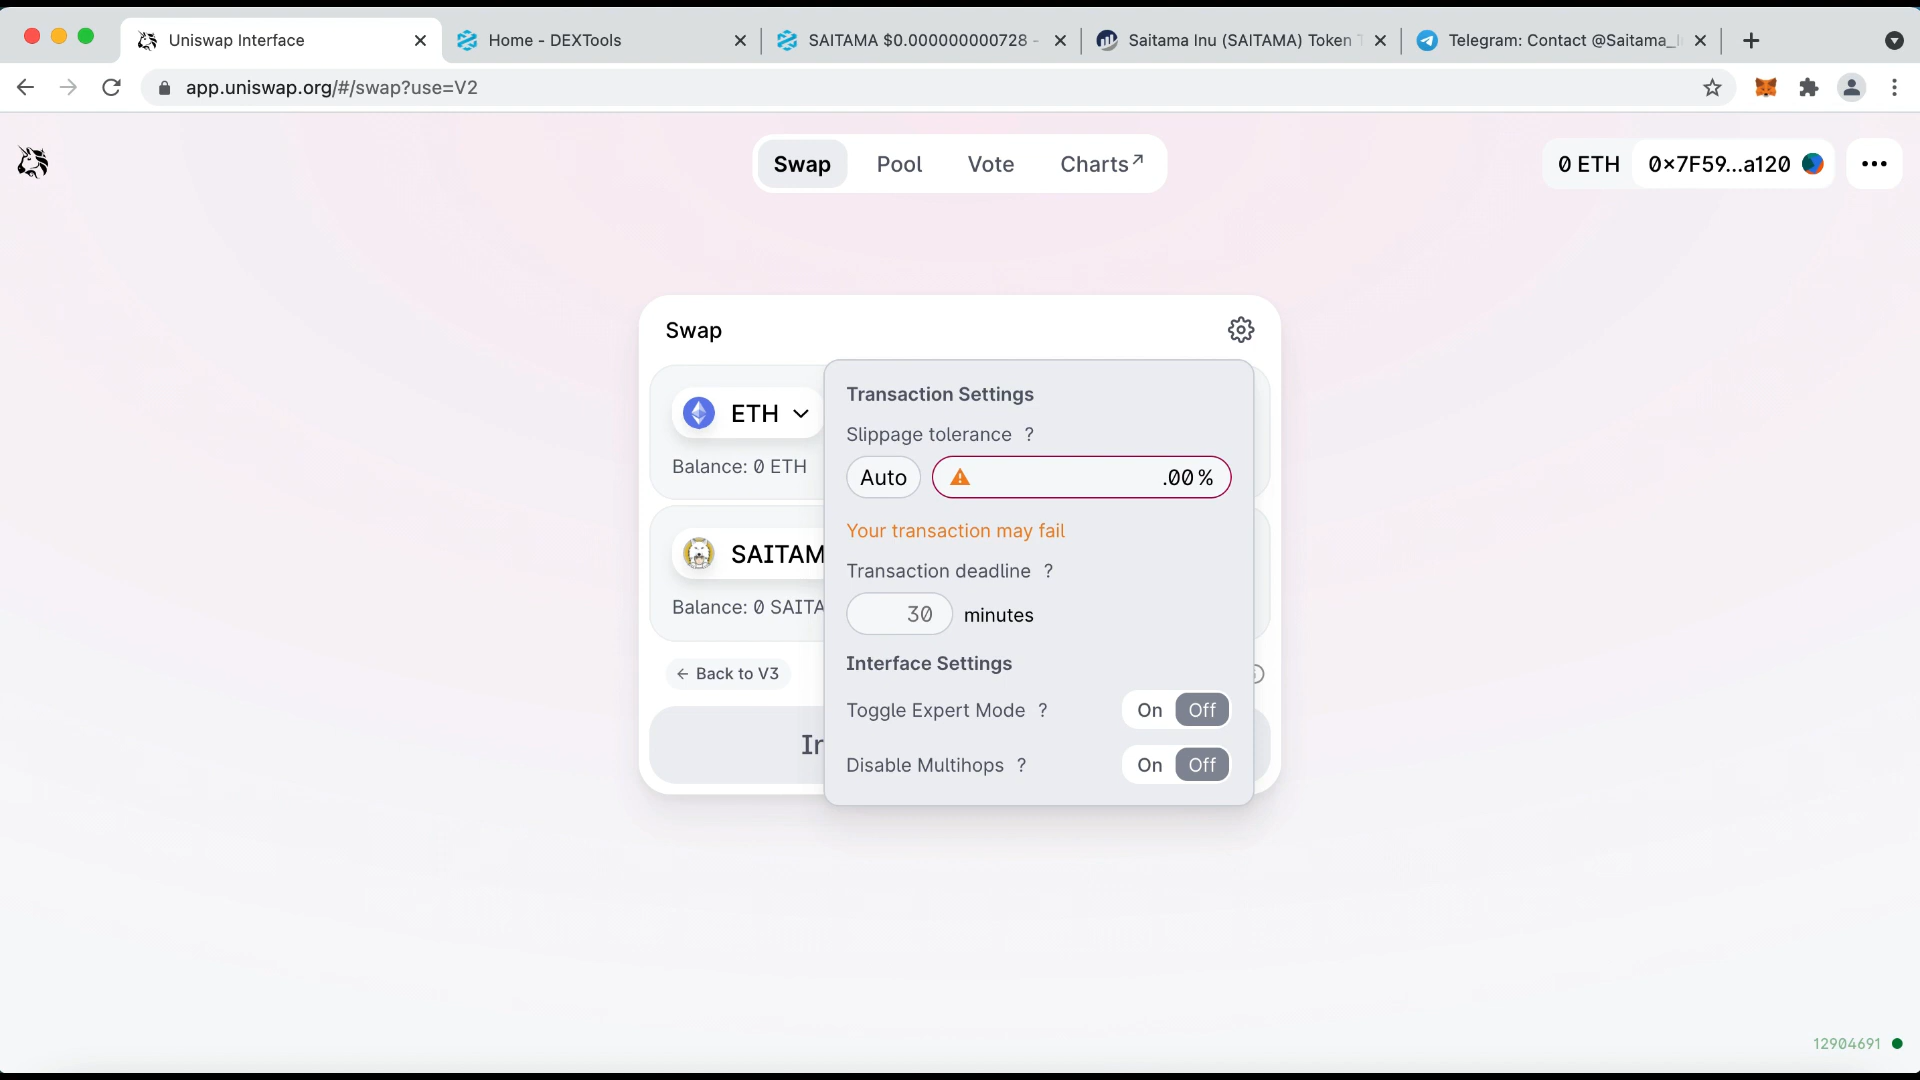 Uniswap Interface
Home - DEXTools
SAITAMA $0.000000000728 -
Saitama Inu (SAITAMA) Token
Telegram: Contact @Saitama_I
app.uniswap.org/#/swap?use=V2
Swap
Pool
Vote
Charts↗
0 ETH
0x7F59...a120
Swap
ETH
Balance: 0 ETH
SAITAM
Balance: 0 SAITA
← Back to V3
Transaction Settings
Slippage tolerance ?
Auto
.00 %
Your transaction may fail
Transaction deadline ?
30 minutes
Interface Settings
Toggle Expert Mode ?
On Off
Disable Multihops ?
On Off
12904691